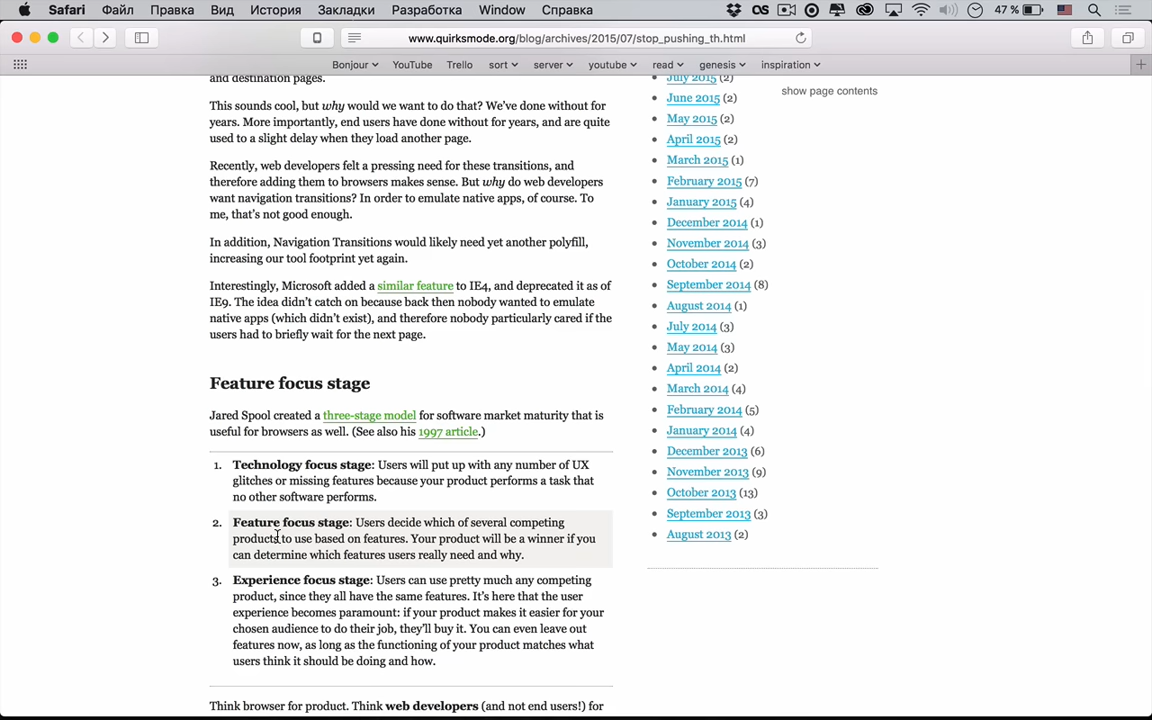 Safari Файл Правка Вид История Закладки Разработка Window Справка 47 %
www.quirksmode.org/blog/archives/2015/07/stop_pushing_th.html
Bonjour YouTube Trello sort server youtube read genesis inspiration
and destination pages.
This sounds cool, but why would we want to do that? We've done without for
years. More importantly, end users have done without for years, and are quite
used to a slight delay when they load another page.
Recently, web developers felt a pressing need for these transitions, and
therefore adding them to browsers makes sense. But why do web developers
want navigation transitions? In order to emulate native apps, of course. To
me, that's not good enough.
In addition, Navigation Transitions would likely need yet another polyfill,
increasing our tool footprint yet again.
Interestingly, Microsoft added a similar feature to IE4, and deprecated it as of
IE9. The idea didn't catch on because back then nobody wanted to emulate
native apps (which didn't exist), and therefore nobody particularly cared if the
users had to briefly wait for the next page.
Feature focus stage
Jared Spool created a three-stage model for software market maturity that is
useful for browsers as well. (See also his 1997 article.)
1. Technology focus stage: Users will put up with any number of UX
glitches or missing features because your product performs a task that
no other software performs.
2. Feature focus stage: Users decide which of several competing
products to use based on features. Your product will be a winner if you
can determine which features users really need and why.
3. Experience focus stage: Users can use pretty much any competing
product, since they all have the same features. It's here that the user
experience becomes paramount: if your product makes it easier for your
chosen audience to do their job, they'll buy it. You can even leave out
features now, as long as the functioning of your product matches what
users think it should be doing and how.
Think browser for product. Think web developers (and not end users!) for
July 2015 (2)
June 2015 (2)
May 2015 (2)
April 2015 (2)
March 2015 (1)
February 2015 (7)
January 2015 (4)
December 2014 (1)
November 2014 (3)
October 2014 (2)
September 2014 (8)
August 2014 (1)
July 2014 (3)
May 2014 (3)
April 2014 (2)
March 2014 (4)
February 2014 (5)
January 2014 (4)
December 2013 (6)
November 2013 (9)
October 2013 (13)
September 2013 (3)
August 2013 (2)
show page contents